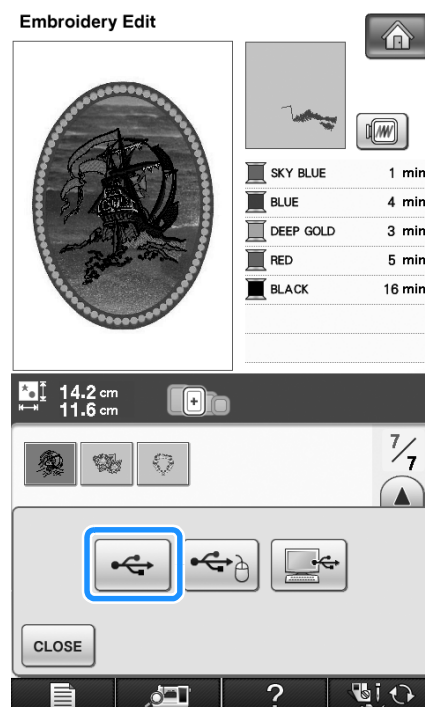 Embroidery Edit
SKY BLUE 1 min
BLUE 4 min
DEEP GOLD 3 min
RED 5 min
BLACK 16 min
14.2 cm
11.6 cm
7/7
CLOSE
?